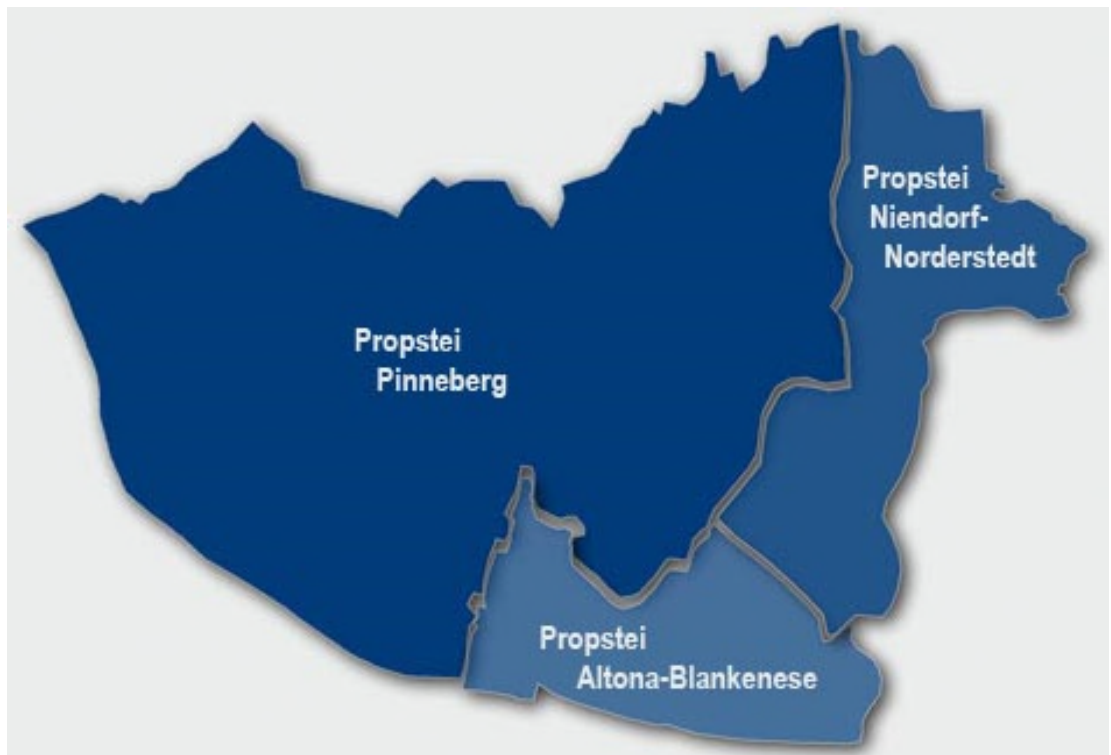 Propstei
Niendorf-
Norderstedt
Propstei
Pinneberg
Propstei
Altona-Blankenese